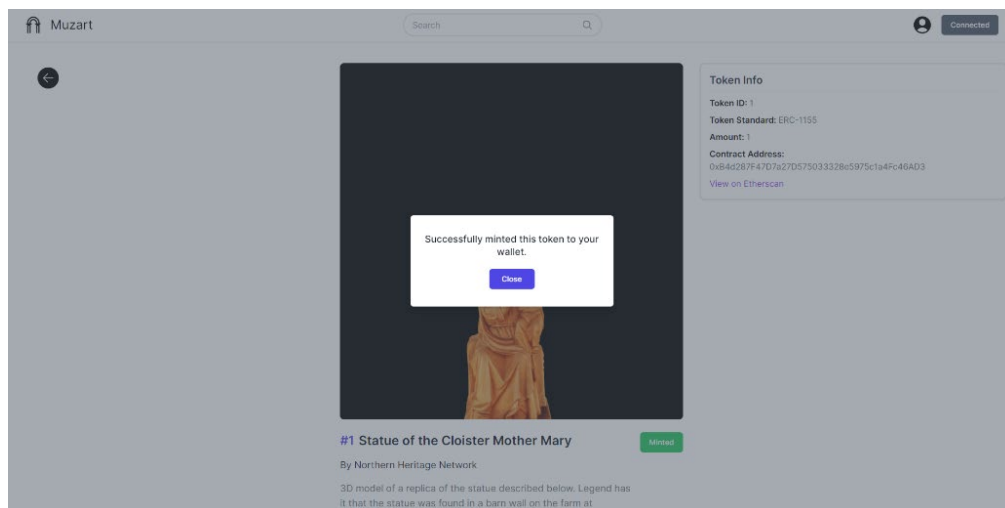 Muzart
Search
Connected
Token Info
Token ID: 1
Token Standard: ERC-1155
Amount: 1
Contract Address:
0xB4d287F47D7a27D575033328e5975c1a4Fc46AD3
View on Etherscan
Successfully minted this token to your
wallet.
Close
#1 Statue of the Cloister Mother Mary
Minted
By Northern Heritage Network
3D model of a replica of the statue described below. Legend has
it that the statue was found in a barn wall on the farm at